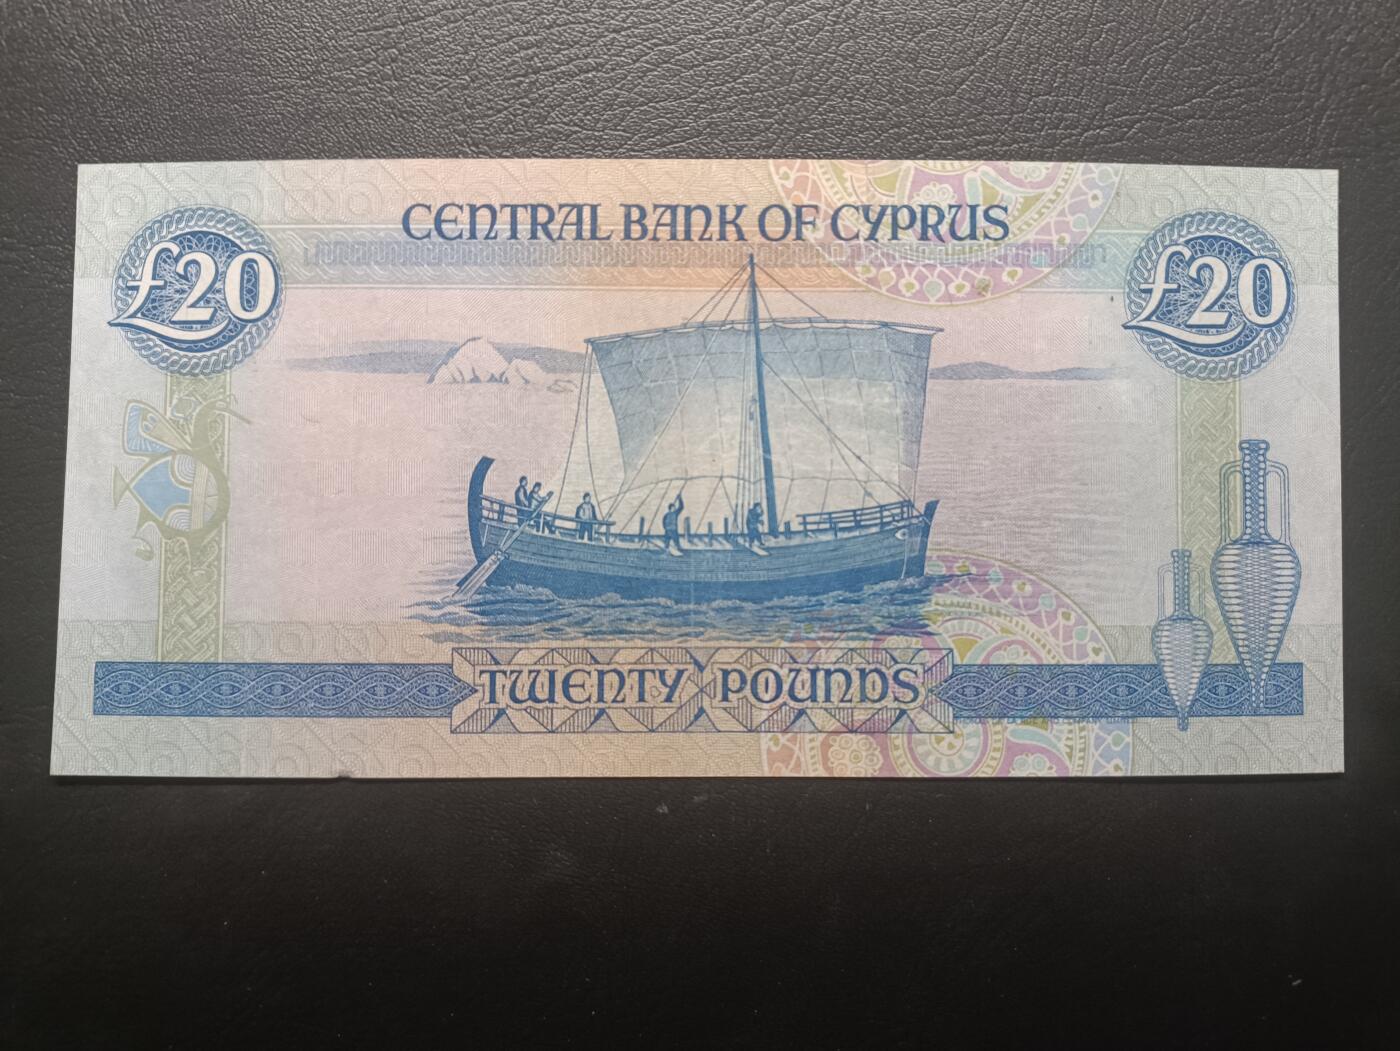 CENTRAL BANK OF CYPRUS
£20
£20
TWENTY POUNDS